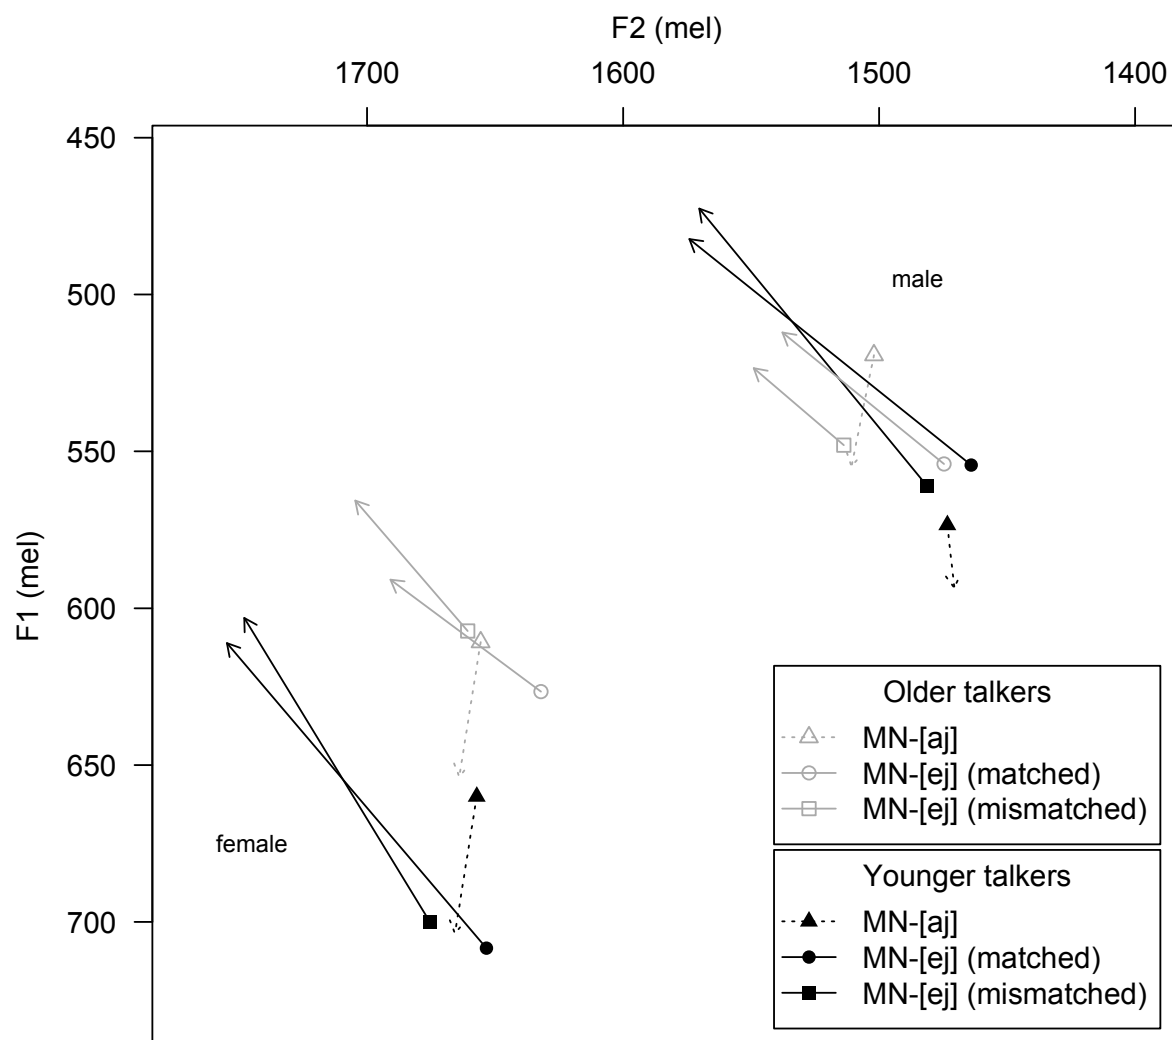 F2 (mel)
1700 1600 1500 1400
450
500
550
600
650
700
F1 (mel)
male
female
Older talkers
MN-[aj]
MN-[ej] (matched)
MN-[ej] (mismatched)
Younger talkers
MN-[aj]
MN-[ej] (matched)
MN-[ej] (mismatched)